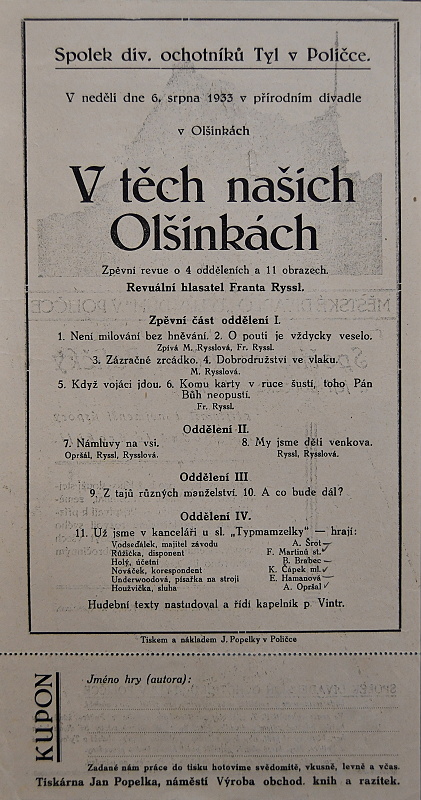 Spolek div. ochotníků Tyl v Poličce.
V neděli dne 6. srpna 1933 v přírodním divadle
v Olšinkách
V těch našich
Olšinkách
Zpěvní revue o 4 odděleních a 11 obrazech.
Revuální hlasatel Franta Ryssl.
Zpěvní část oddělení I.
1. Není milování bez hněvání. 2. O pouti je vždycky veselo.
Zpívá M. Rysslová, Fr. Ryssl.
3. Zázračné zrcádko. 4. Dobrodružství ve vlaku.
M. Rysslová.
5. Když vojáci jdou. 6. Komu karty v ruce šustí, toho Pán
Bůh neopustí.
Fr. Ryssl.
Oddělení II.
7. Námluvy na vsi. 8. My jsme děti venkova.
Opršál, Ryssl, Rysslová. Ryssl, Rysslová.
Oddělení III
9. Z tajů různých manželství. 10. A co bude dál?
Oddělení IV.
11. Už jsme v kanceláři u sl. „Typmamzelky" — hrají:
Vodseďálek, majitel závodu A. Šrot
Růžička, disponent F. Martinů st.
Holý, účetní B. Brabec
Nováček, korespondent K. Čápek ml.
Underwoodová, písařka na stroji E. Hamanová
Houžvička, sluha A. Opršal
Hudební texty nastudoval a řídí kapelník p. Vintr.
Tiskem a nákladem J. Popelky v Poličce
KUPON
Jméno hry (autora):
Zadané nám práce do tisku hotovíme svědomitě, vkusně, levně a včas.
Tiskárna Jan Popelka, náměstí Výroba obchod. knih a razítek.